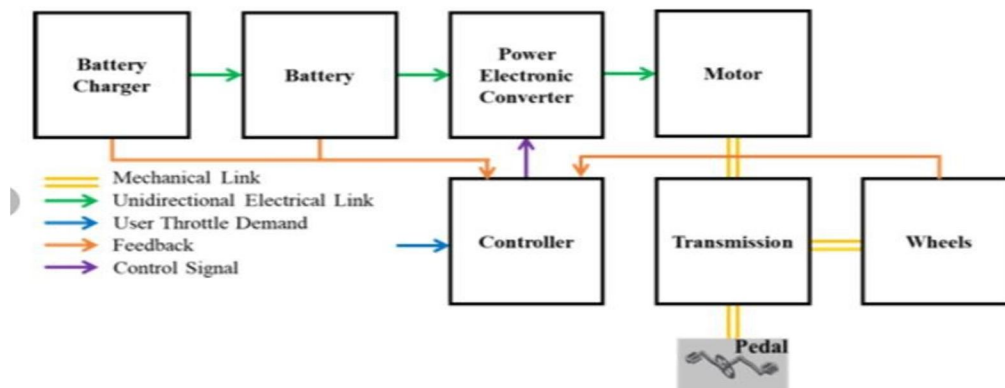 Battery
Charger
Battery
Power
Electronic
Converter
Motor
Mechanical Link
Unidirectional Electrical Link
User Throttle Demand
Feedback
Control Signal
Controller
Transmission
Wheels
Pedal